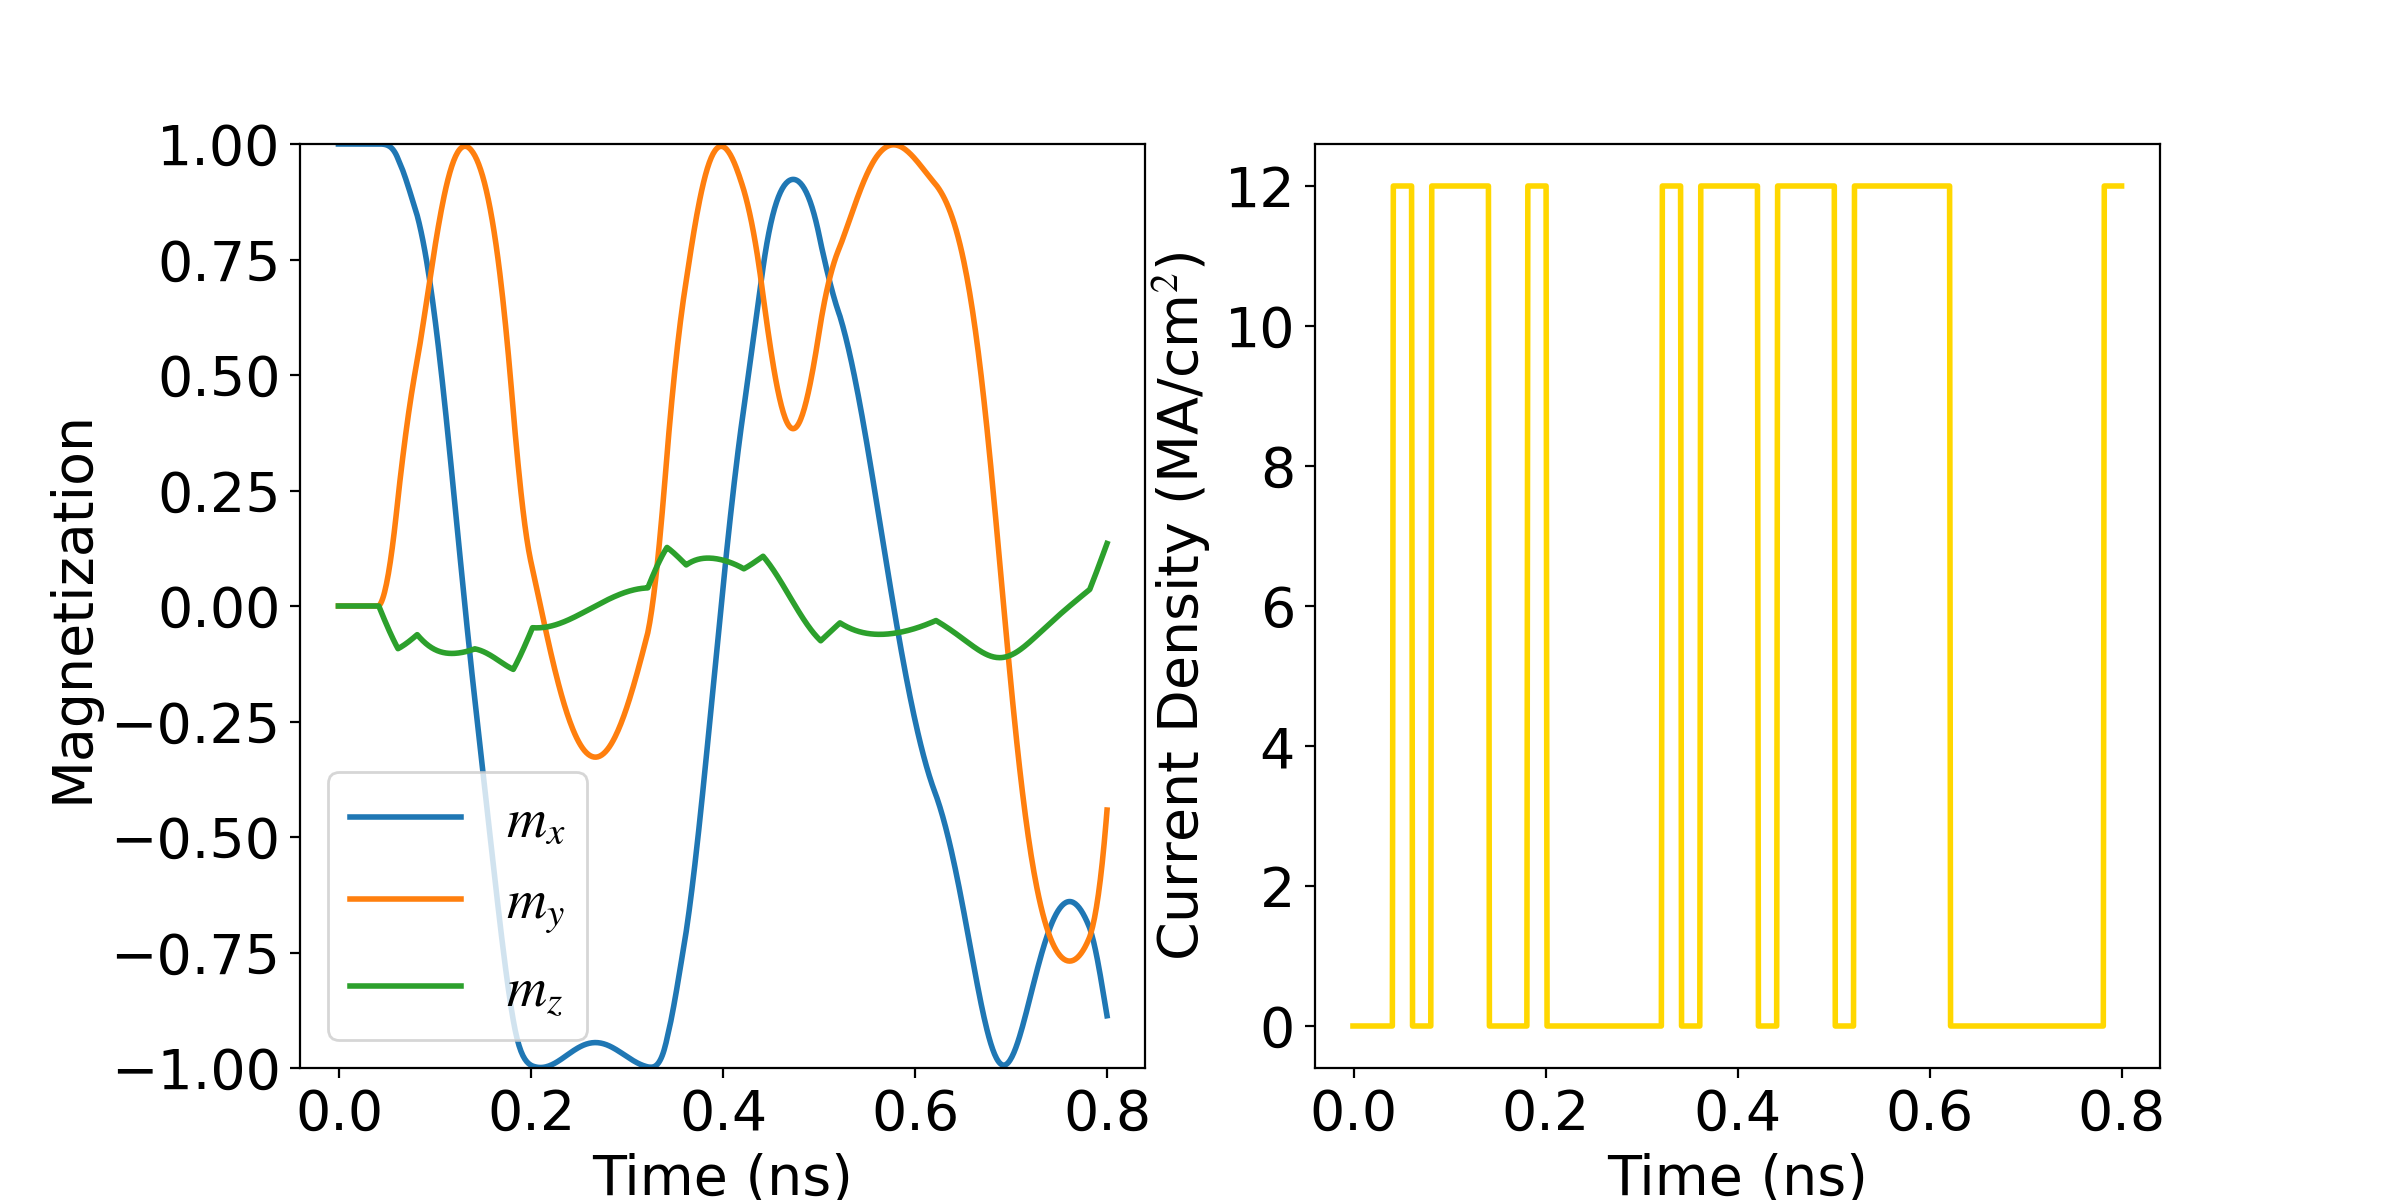 Magnetization
1.00
0.75
0.50
0.25
0.00
−0.25
−0.50
−0.75
−1.00
m_x
m_y
m_z
0.0 0.2 0.4 0.6 0.8
Time (ns)
Current Density (MA/cm²)
12
10
8
6
4
2
0
0.0 0.2 0.4 0.6 0.8
Time (ns)